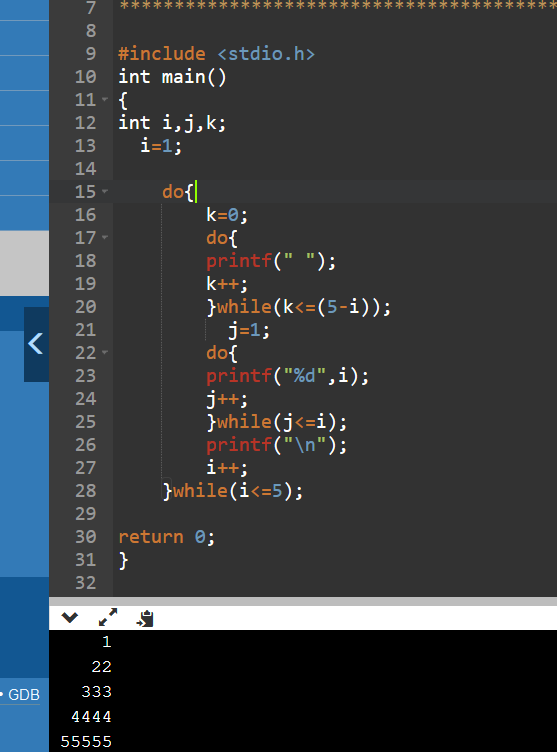 7 ****************************************
8
9 #include <stdio.h>
10 int main()
11 {
12 int i,j,k;
13   i=1;
14
15     do{
16         k=0;
17         do{
18         printf(" ");
19         k++;
20         }while(k<=(5-i));
21           j=1;
22         do{
23         printf("%d",i);
24         j++;
25         }while(j<=i);
26         printf("\n");
27         i++;
28     }while(i<=5);
29
30 return 0;
31 }
32
     1
    22
   333
  4444
 55555
• GDB